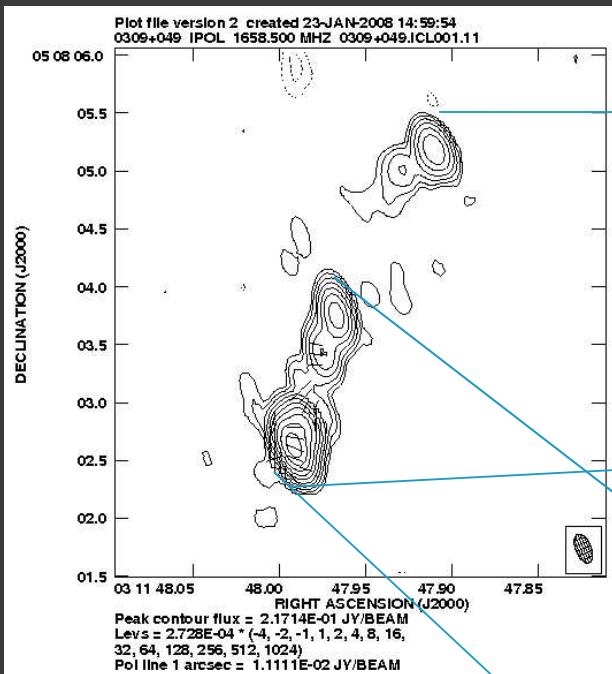 Plot file version 2 created 23-JAN-2008 14:59:54
0309+049 IPOL 1658.500 MHZ 0309+049.ICL001.11
05 08 06.0
05.5
05.0
04.5
04.0
03.5
03.0
02.5
02.0
01.5
DECLINATION (J2000)
03 11 48.05 48.00 47.95 47.90 47.85
RIGHT ASCENSION (J2000)
Peak contour flux = 2.1714E-01 JY/BEAM
Levs = 2.728E-04 * (-4, -2, -1, 1, 2, 4, 8, 16,
32, 64, 128, 256, 512, 1024)
Pol line 1 arcsec = 1.1111E-02 JY/BEAM